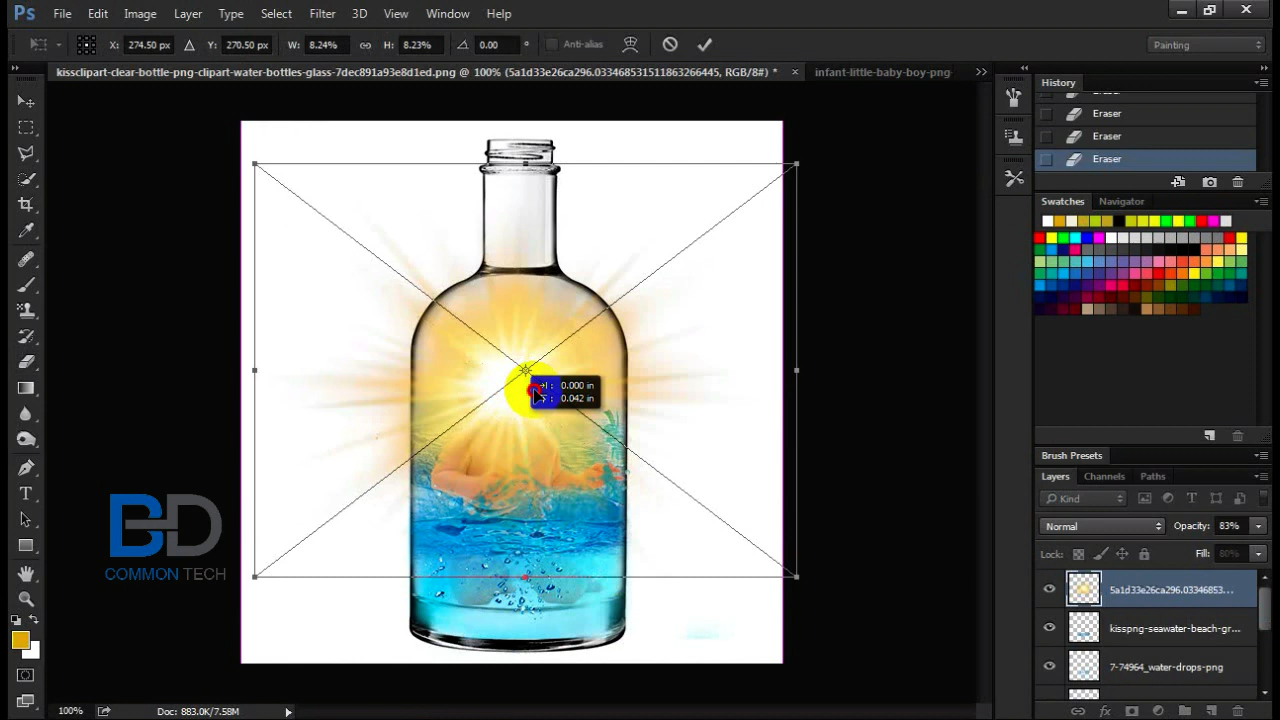 Ps File Edit Image Layer Type Select Filter 3D View Window Help
X: 274.50 px Y: 270.50 px W: 8.24% H: 8.23% 0.00 ° Anti-alias Painting
kissclipart-clear-bottle-png-clipart-water-bottles-glass-7dec891a93e8d1ed.png @ 100% (5a1d33e26ca296.0334685315118632664​45, RGB/8#) * × infant-little-baby-boy-png-
History
Eraser
Eraser
Eraser
Swatches Navigator
0.000 in
0.042 in
Brush Presets
Layers Channels Paths
Kind
Normal Opacity: 83%
Lock: Fill: 80%
5a1d33e26ca296.03346853...
kisspng-seawater-beach-gr...
7-74964_water-drops-png
BD
COMMON TECH
100% Doc: 883.0K/7.58M